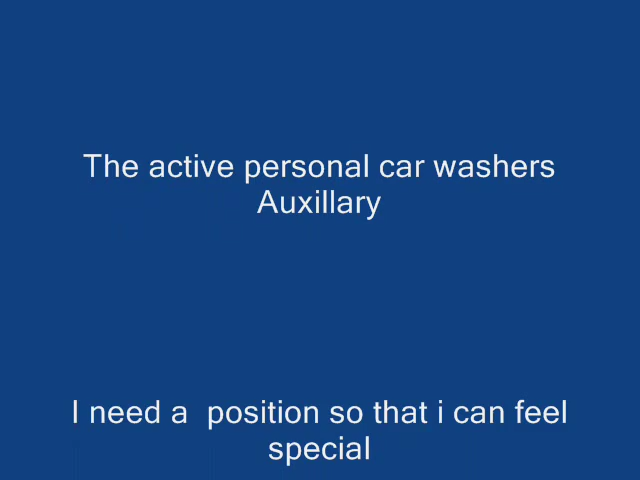 The active personal car washers
Auxillary
I need a  position so that i can feel
special